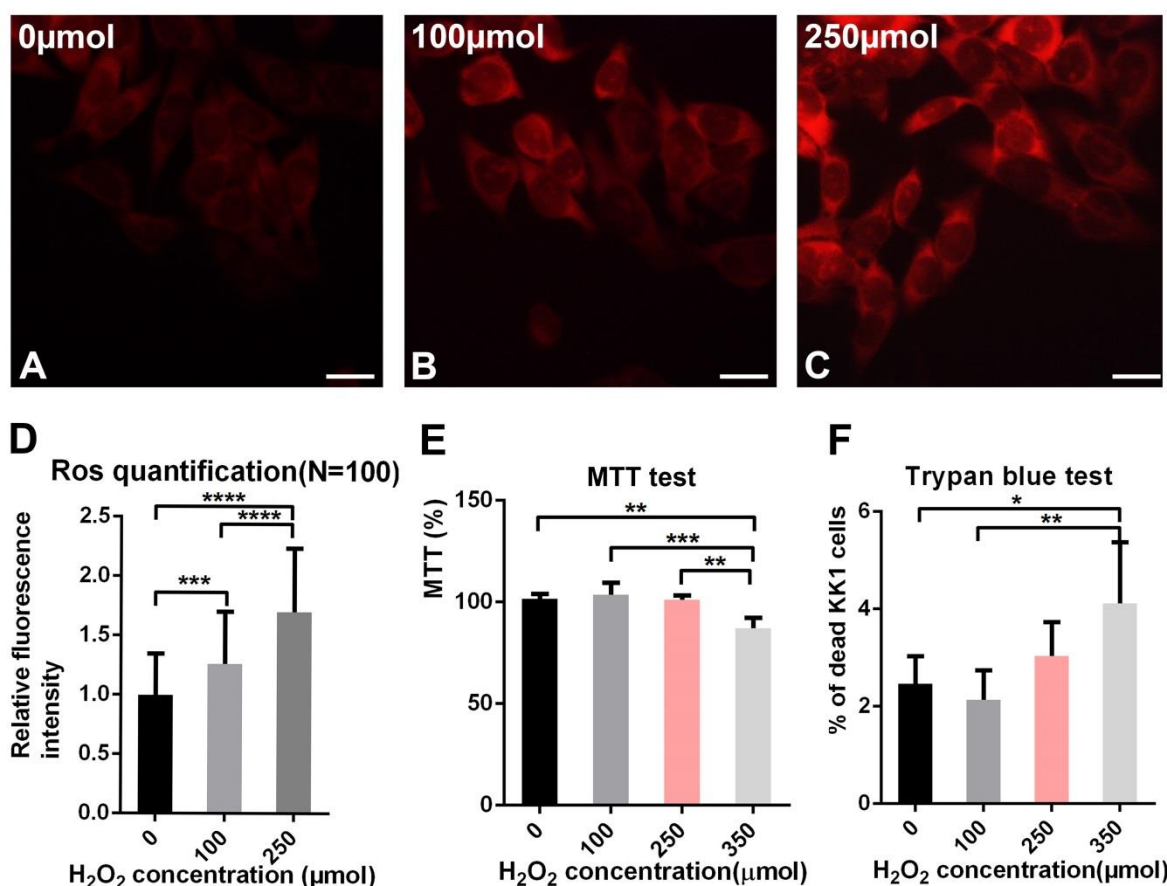 0µmol
100µmol
250µmol
A
B
C
D
Ros quantification(N=100)
Relative fluorescence
intensity
2.5
2.0
1.5
1.0
0.5
0.0
****
****
***
0
100
250
H₂O₂ concentration (µmol)
E
MTT test
MTT (%)
150
100
50
0
**
***
**
0
100
250
350
H₂O₂ concentration(µmol)
F
Trypan blue test
% of dead KK1 cells
6
4
2
0
*
**
0
100
250
350
H₂O₂ concentration(µmol)